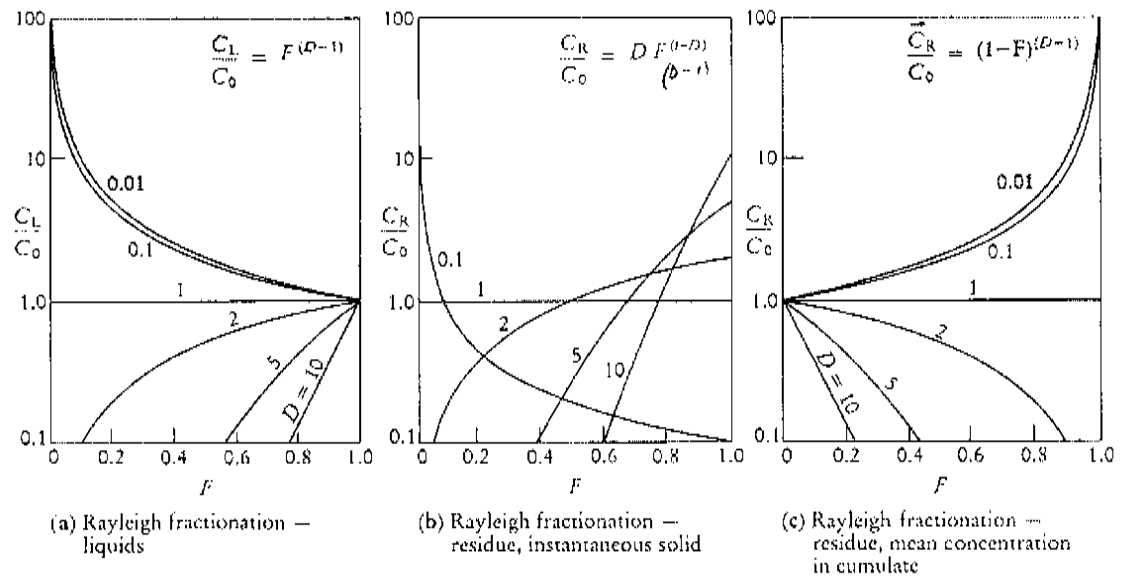 100
10
C_L
C_0
1.0
0.1
C_L/C_0 = F^(D−1)
0.01
0.1
1
2
5
D = 10
0 0.2 0.4 0.6 0.8 1.0
F
(a) Rayleigh fractionation —
liquids
100
10
C_R
C_0
1.0
0.1
C_R/C_0 = D F^(1−D)
(D−1)
0.1
1
2
5
10
0 0.2 0.4 0.6 0.8 1.0
F
(b) Rayleigh fractionation —
residue, instantaneous solid
100
10
C_R
C_0
1.0
0.1
C̅_R/C_0 = (1−F)^(D−1)
0.01
0.1
1
2
5
D = 10
0 0.2 0.4 0.6 0.8 1.0
F
(c) Rayleigh fractionation —
residue, mean concentration
in cumulate